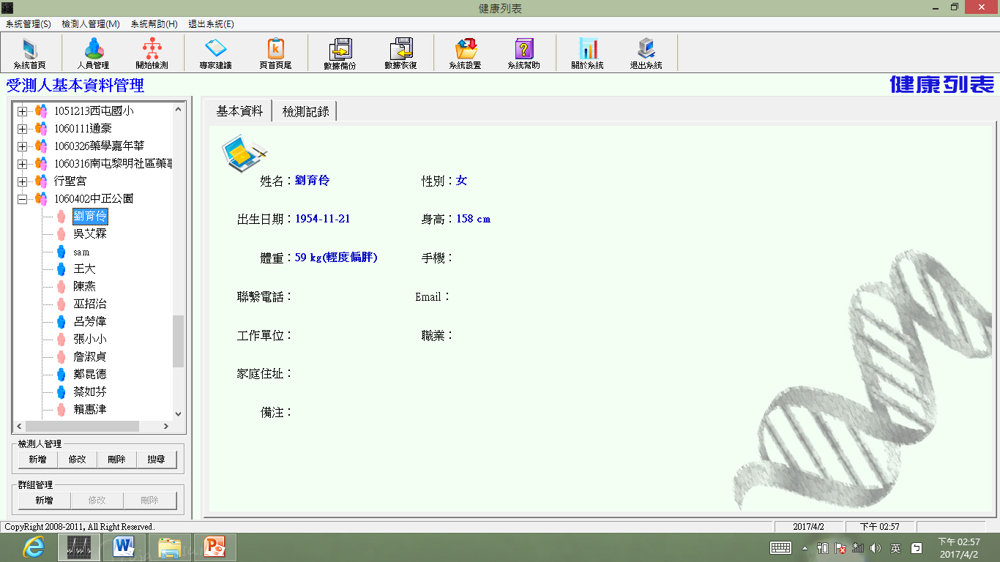 健康列表
系統管理(S) 檢測人管理(M) 系統幫助(H) 退出系統(E)
系統首頁 人員管理 開始檢測 專家建議 頁首頁尾 數據備份 數據恢復 系統設置 系統幫助 關於系統 退出系統
受測人基本資料管理 健康列表
1051213西屯國小
1060111通豪
1060326藥學嘉年華
1060316南屯黎明社區藥事
行聖宮
1060402中正公園
劉育伶
吳艾霖
sam
王大
陳燕
巫招治
呂芳偉
張小小
詹淑貞
鄭昆德
蔡如芬
賴惠津
檢測人管理
新增 修改 刪除 搜尋
群組管理
新增 修改 刪除
基本資料 檢測記錄
姓名：劉育伶 性別：女
出生日期：1954-11-21 身高：158 cm
體重：59 kg(輕度偏胖) 手機：
聯繫電話： Email：
工作單位： 職業：
家庭住址：
備注：
CopyRight 2008-2011, All Right Reserved. 2017/4/2 下午 02:57
英 下午 02:57
2017/4/2